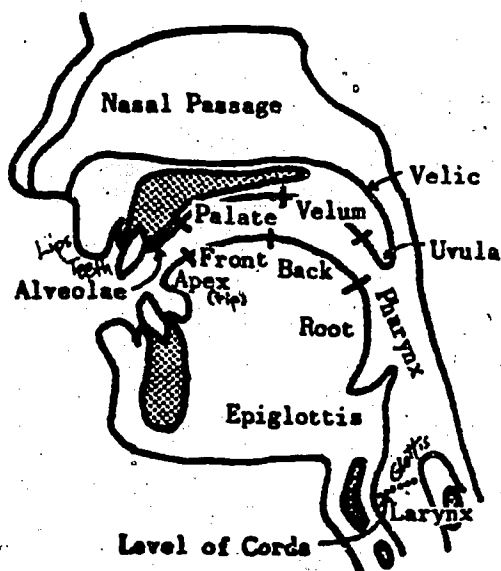 Nasal Passage
Velic
Palate
Velum
Uvula
Lips
Teeth
Front
Back
Alveolae
Apex
(tip)
Pharynx
Root
Epiglottis
Glottis
Larynx
Level of Cords